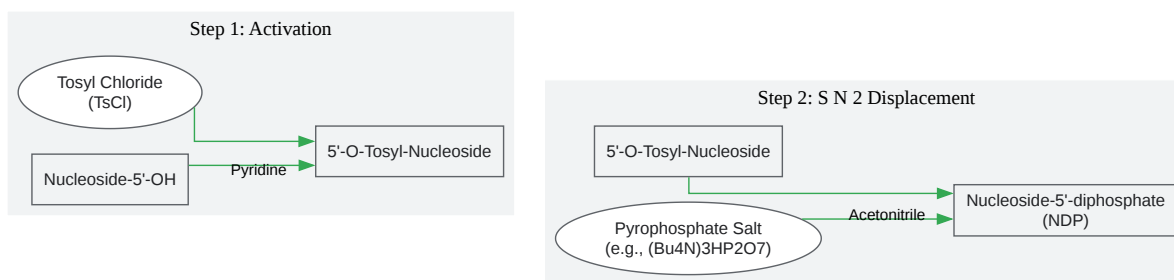 Step 1: Activation
Tosyl Chloride
(TsCl)
Nucleoside-5'-OH
Pyridine
5'-O-Tosyl-Nucleoside
Step 2: S N 2 Displacement
5'-O-Tosyl-Nucleoside
Pyrophosphate Salt
(e.g., (Bu4N)3HP2O7)
Acetonitrile
Nucleoside-5'-diphosphate
(NDP)